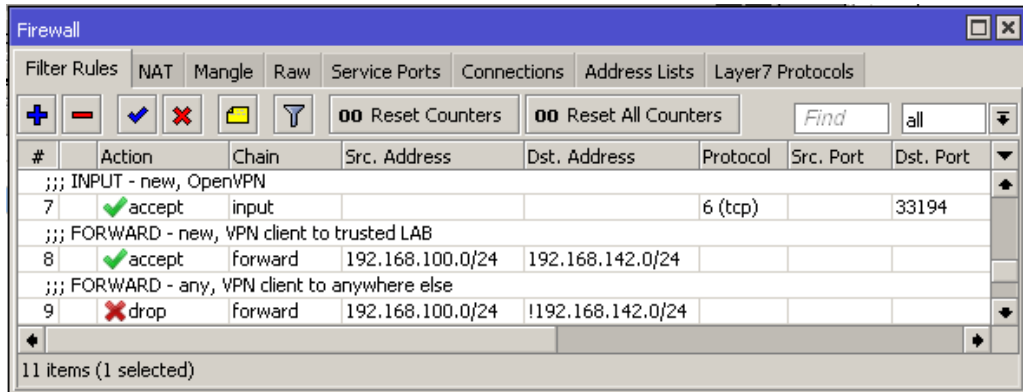 Firewall
Filter Rules NAT Mangle Raw Service Ports Connections Address Lists Layer7 Protocols
00 Reset Counters 00 Reset All Counters Find all
# Action Chain Src. Address Dst. Address Protocol Src. Port Dst. Port
;;; INPUT - new, OpenVPN
7 accept input 6 (tcp) 33194
;;; FORWARD - new, VPN client to trusted LAB
8 accept forward 192.168.100.0/24 192.168.142.0/24
;;; FORWARD - any, VPN client to anywhere else
9 drop forward 192.168.100.0/24 !192.168.142.0/24
11 items (1 selected)